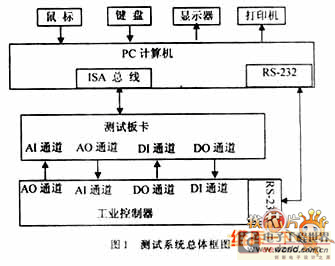 鼠标 键盘 显示器 打印机
PC 计算机
ISA 总线 RS-232
测试板卡
AI 通道 AO 通道 DI 通道 DO 通道
AO 通道 AI 通道 DO 通道 DI 通道
工业控制器
图1 测试系统总体框图